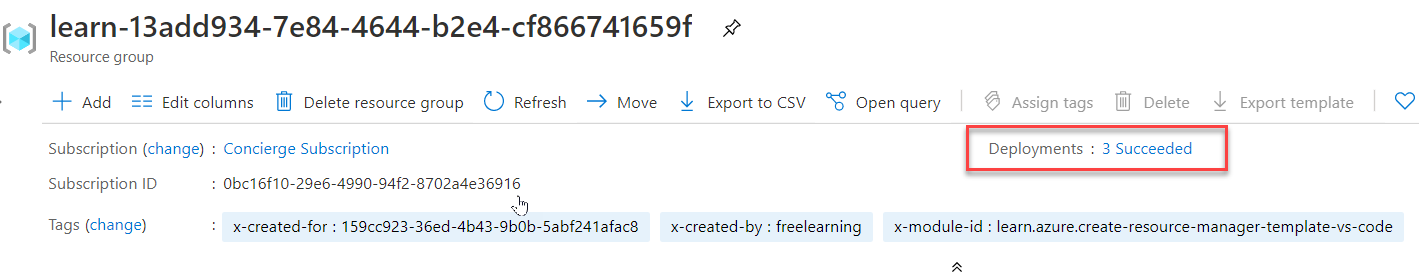 learn-13add934-7e84-4644-b2e4-cf866741659f
Resource group
Add Edit columns Delete resource group Refresh Move Export to CSV Open query Assign tags Delete Export template
Subscription (change) : Concierge Subscription Deployments : 3 Succeeded
Subscription ID : 0bc16f10-29e6-4990-94f2-8702a4e36916
Tags (change) : x-created-for : 159cc923-36ed-4b43-9b0b-5abf241afac8 x-created-by : freelearning x-module-id : learn.azure.create-resource-manager-template-vs-code